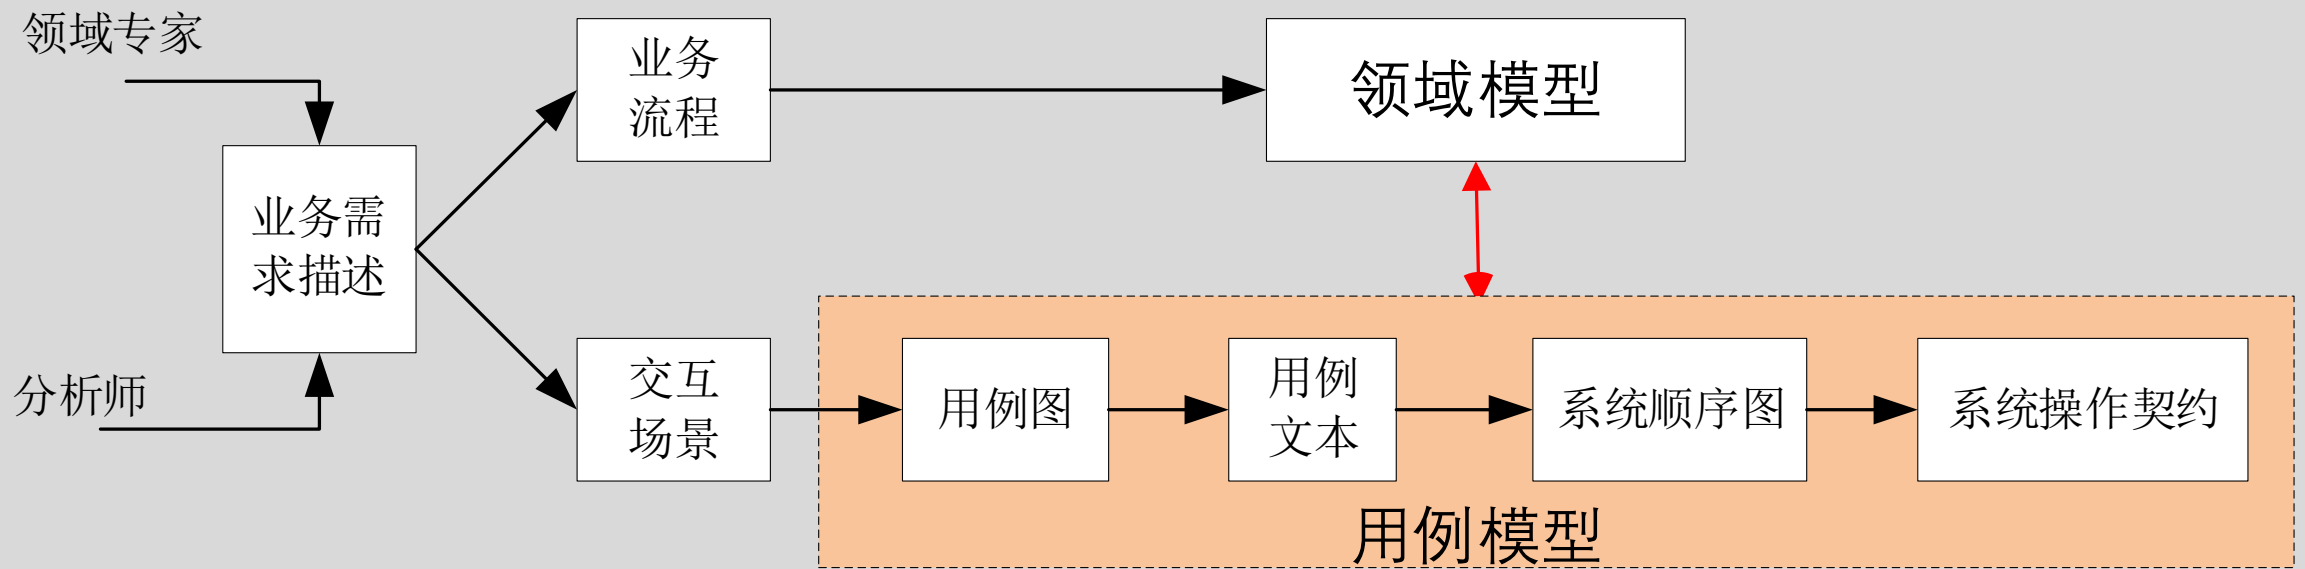 领域专家
业务
流程
领域模型
业务需
求描述
分析师
交互
场景
用例图
用例
文本
系统顺序图
系统操作契约
用例模型